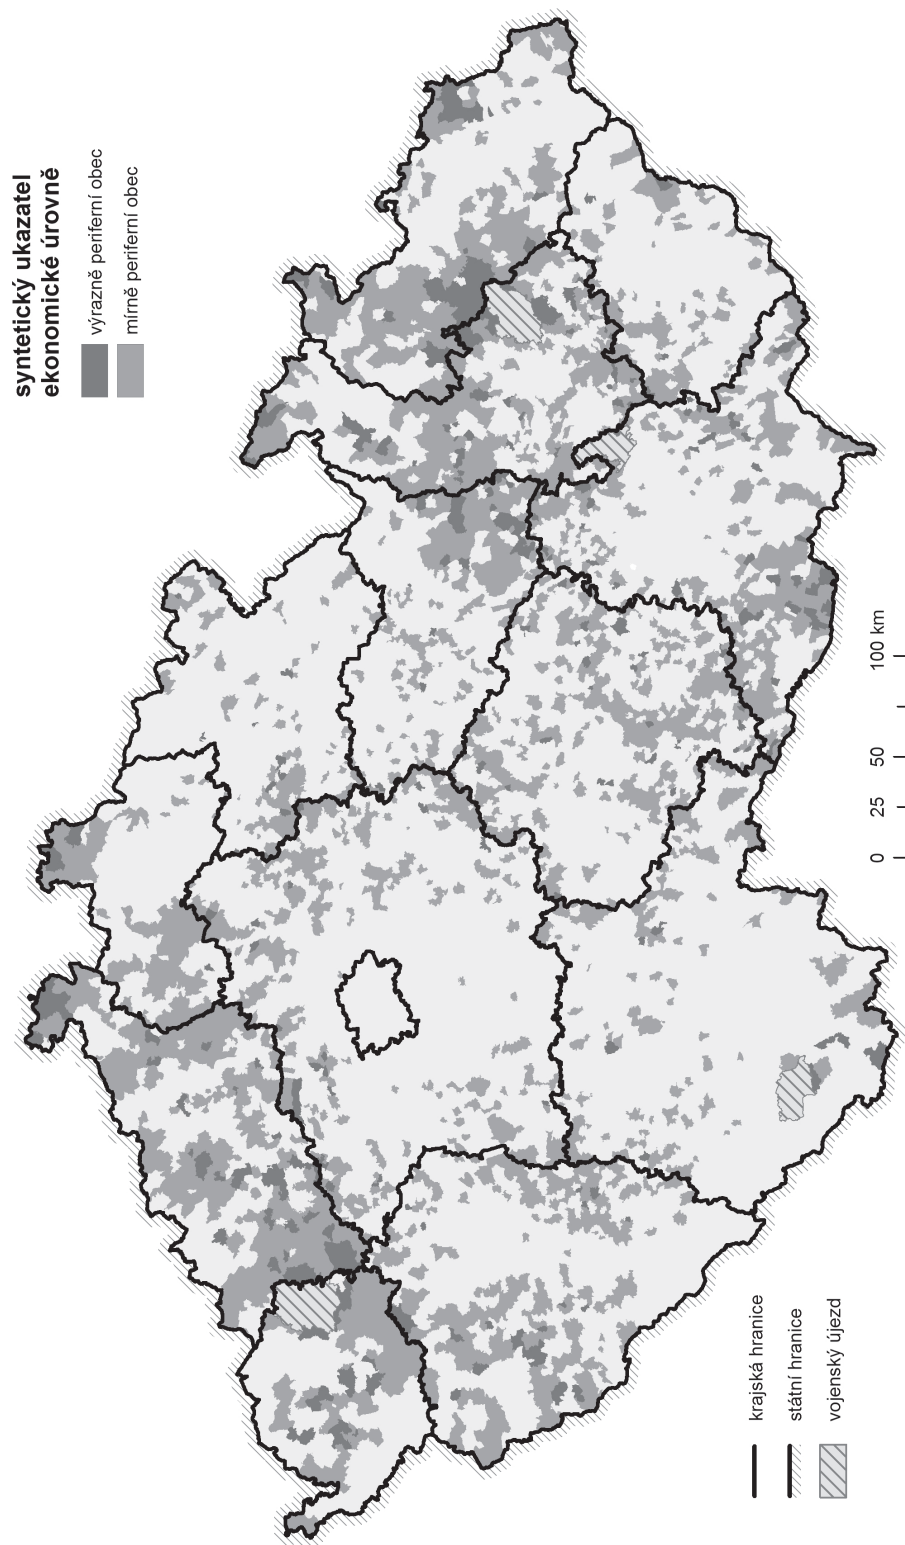 syntetický ukazatel
ekonomické úrovně
výrazně periferní obec
mírně periferní obec
krajská hranice
státní hranice
vojenský újezd
0 25 50 100 km